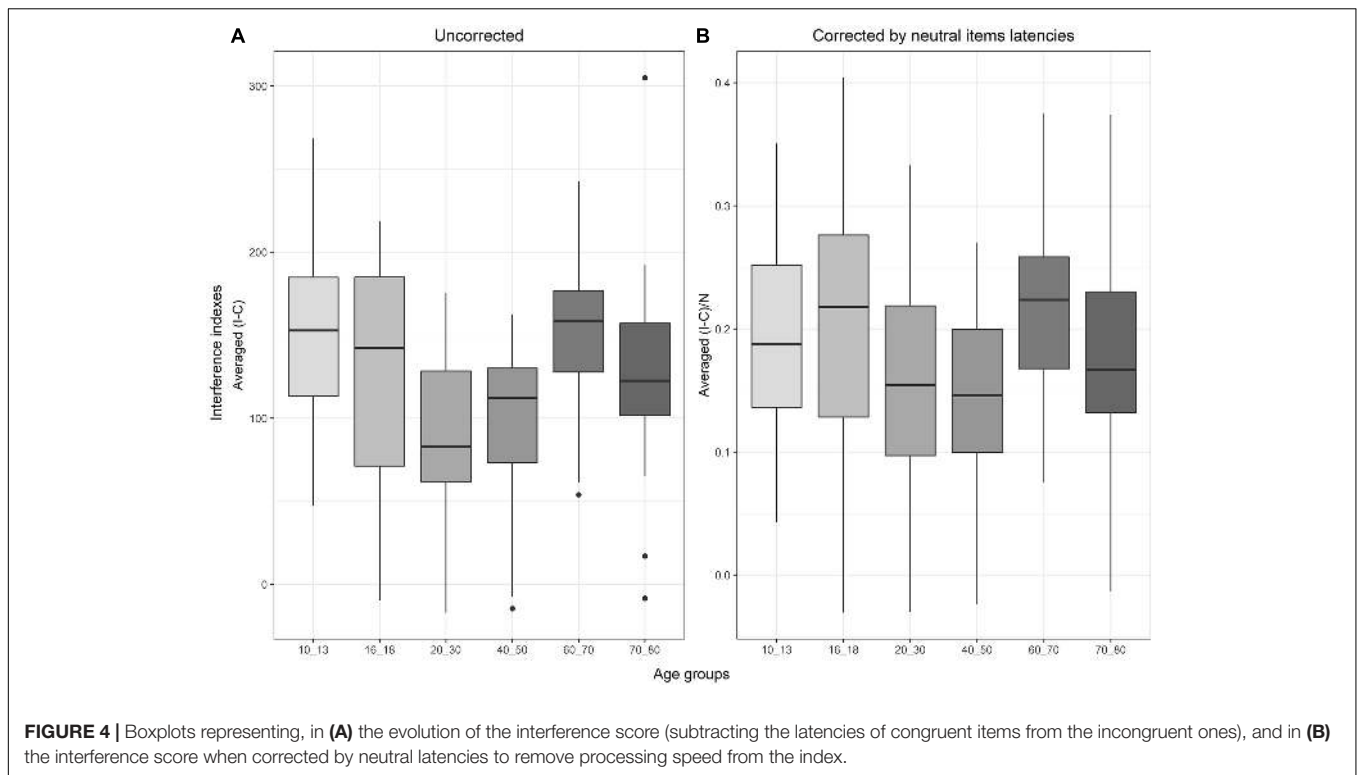 A
Uncorrected
300
200
100
0
Interference indexes
Averaged (I-C)
10_13
16_18
20_30
40_50
60_70
70_80
B
Corrected by neutral items latencies
0.4
0.3
0.2
0.1
0.0
Averaged (I-C)/N
10_13
16_18
20_30
40_50
60_70
70_80
Age groups
FIGURE 4 | Boxplots representing, in (A) the evolution of the interference score (subtracting the latencies of congruent items from the incongruent ones), and in (B)
the interference score when corrected by neutral latencies to remove processing speed from the index.